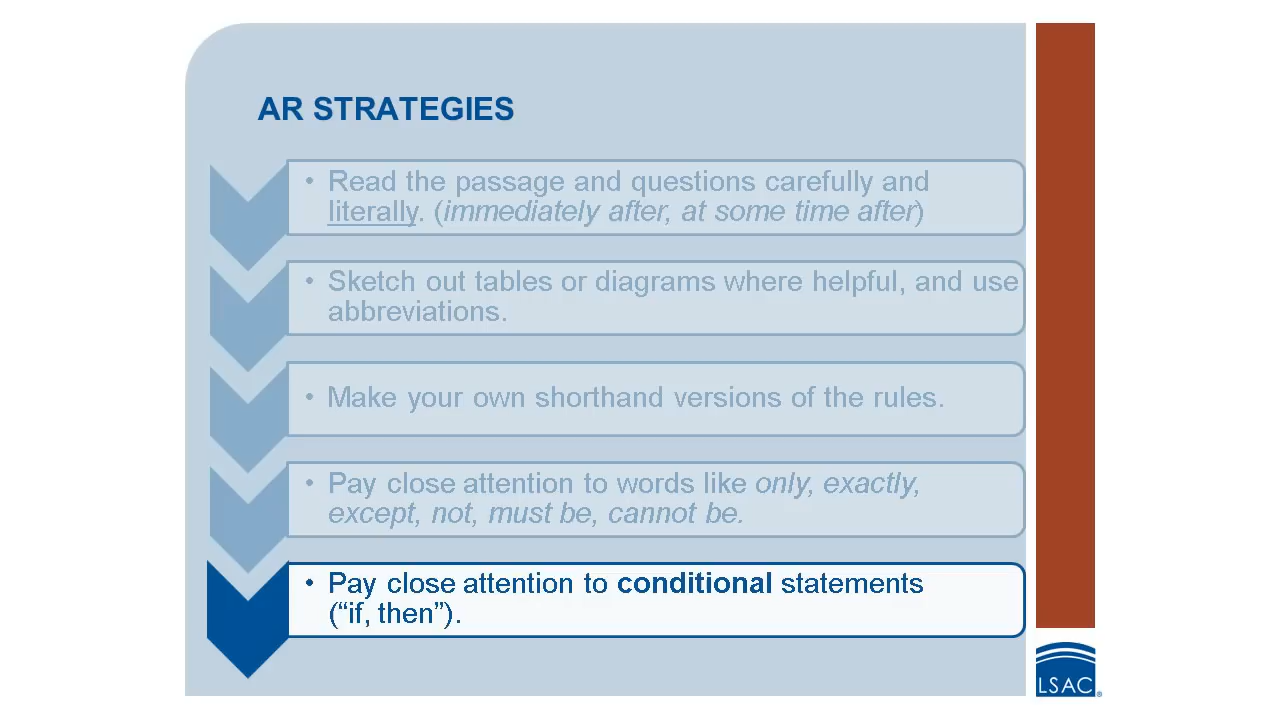 AR STRATEGIES
• Read the passage and questions carefully and
literally. (immediately after, at some time after)
• Sketch out tables or diagrams where helpful, and use
abbreviations.
• Make your own shorthand versions of the rules.
• Pay close attention to words like only, exactly,
except, not, must be, cannot be.
• Pay close attention to conditional statements
(“if, then”).
LSAC®